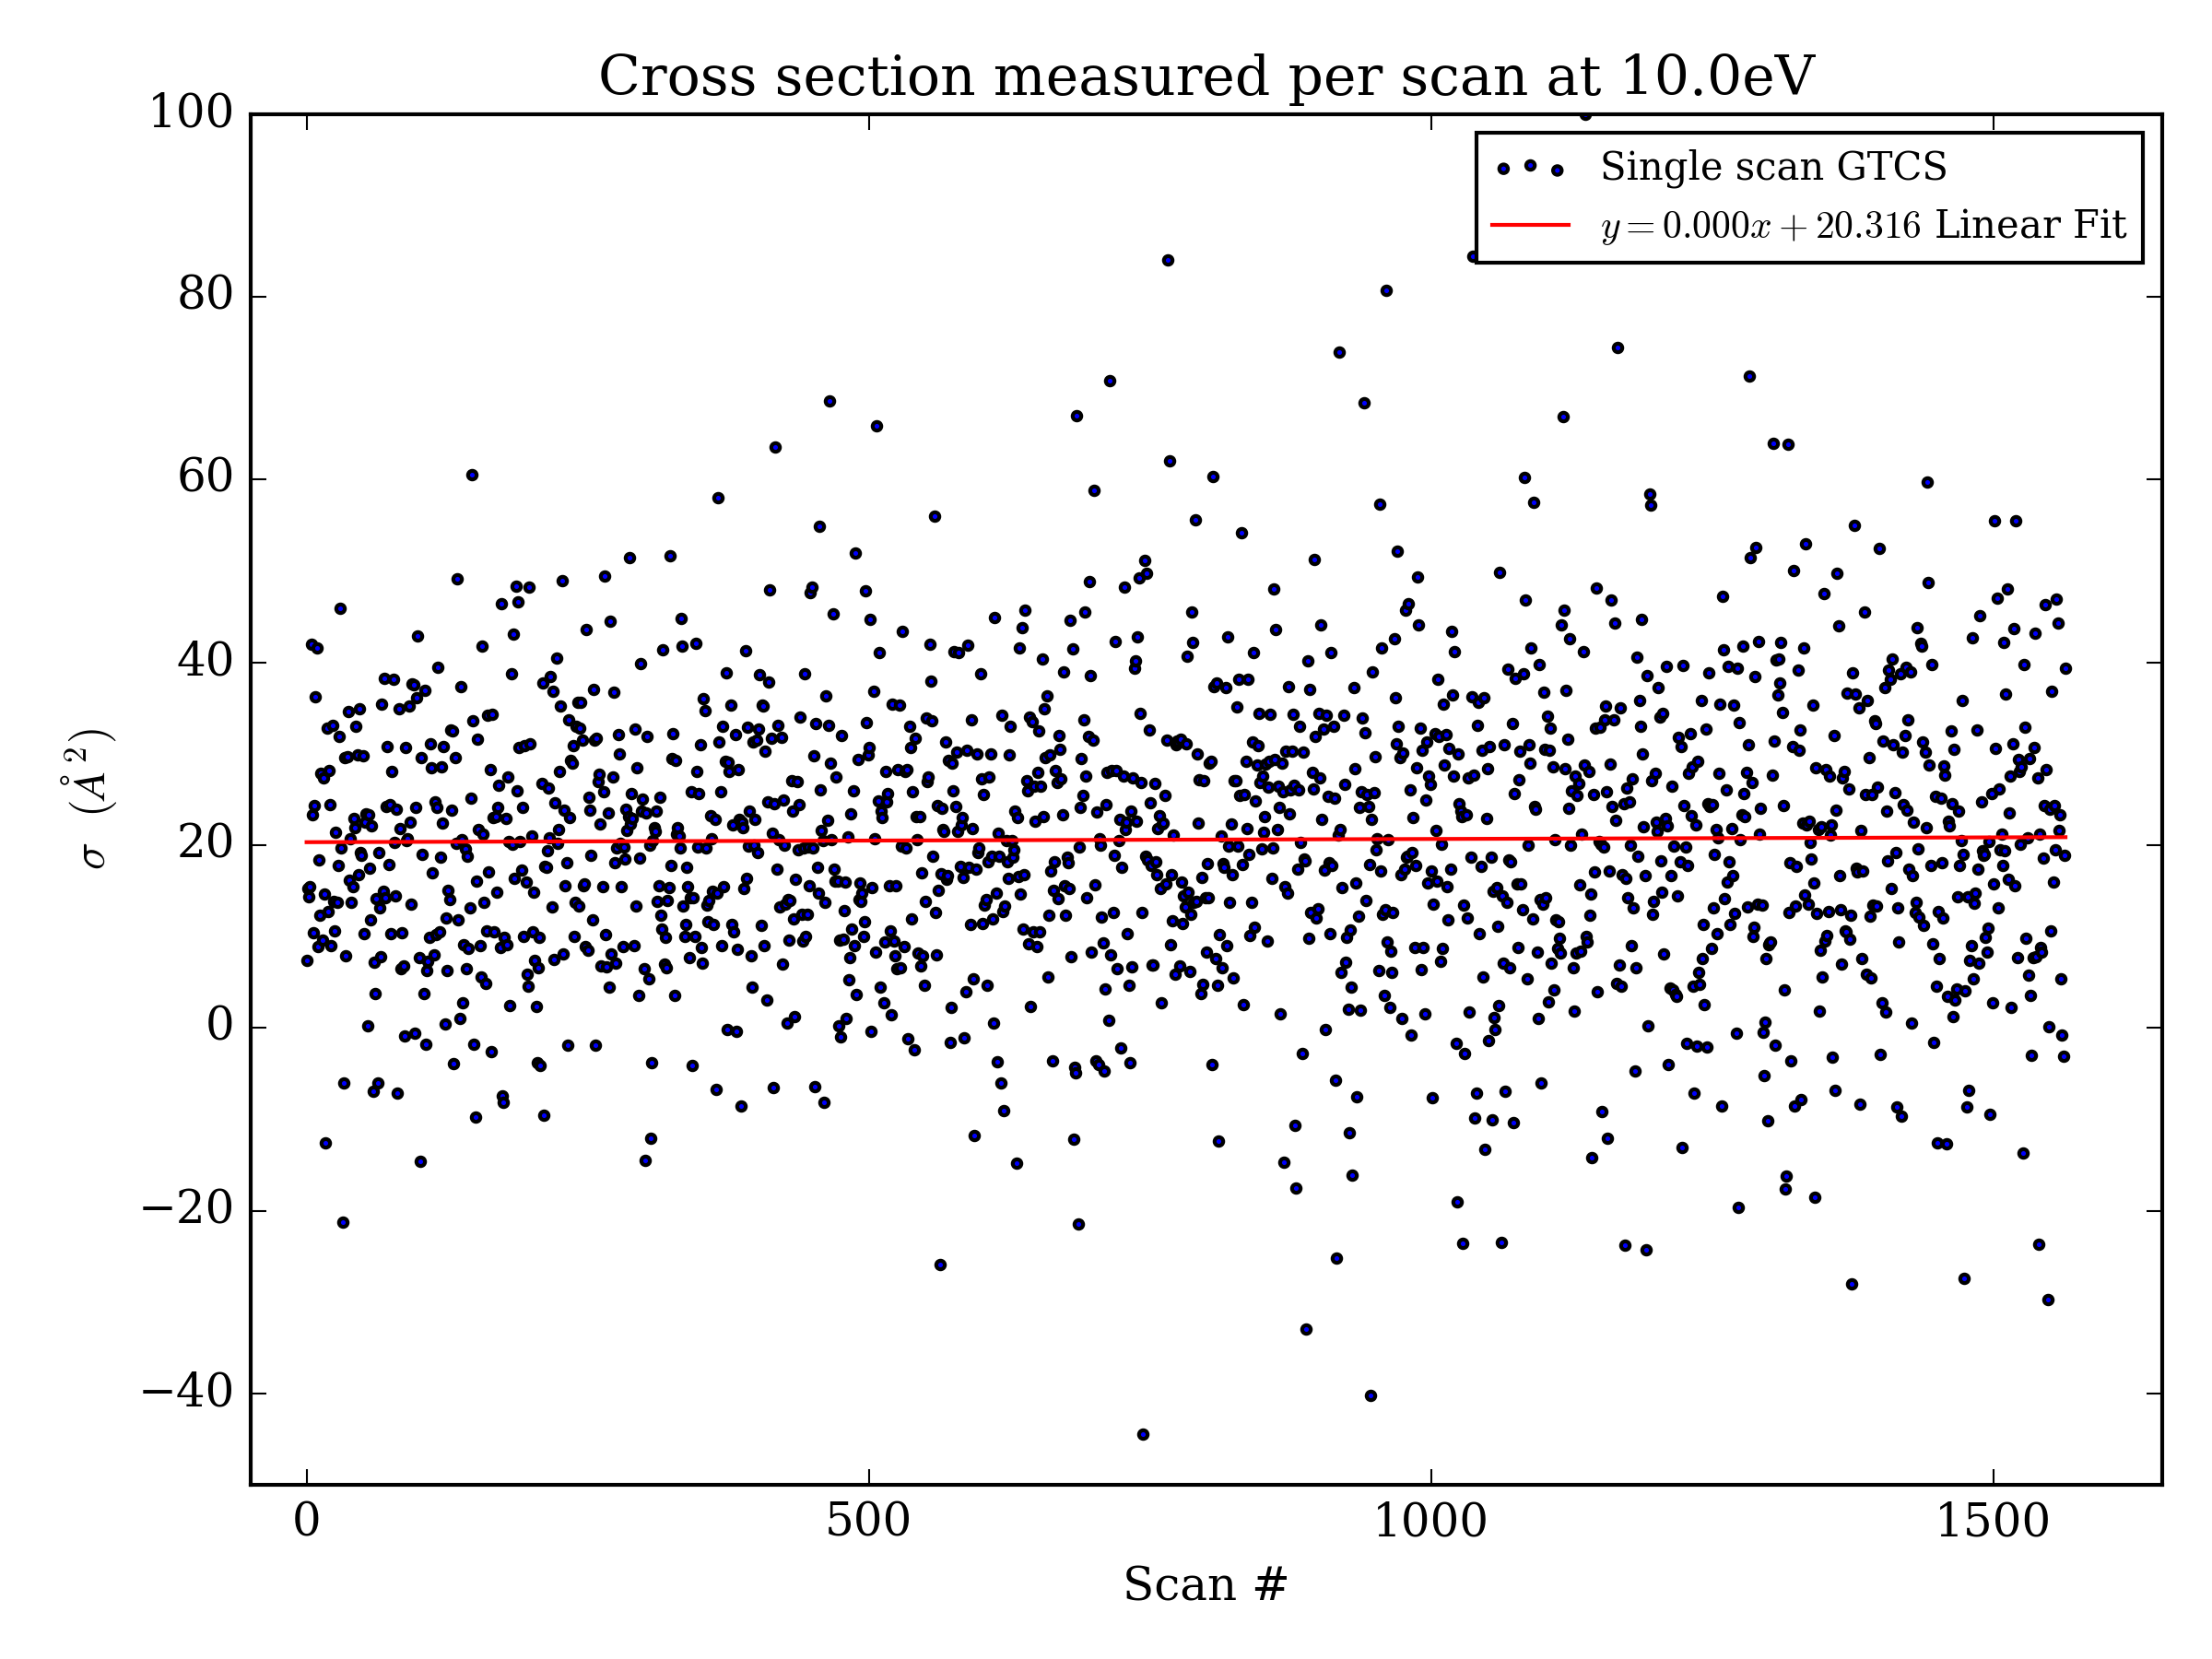 Cross section measured per scan at 10.0eV
100
80
60
40
20
0
−20
−40
σ (Å²)
Single scan GTCS
y = 0.000x + 20.316 Linear Fit
0 500 1000 1500
Scan #